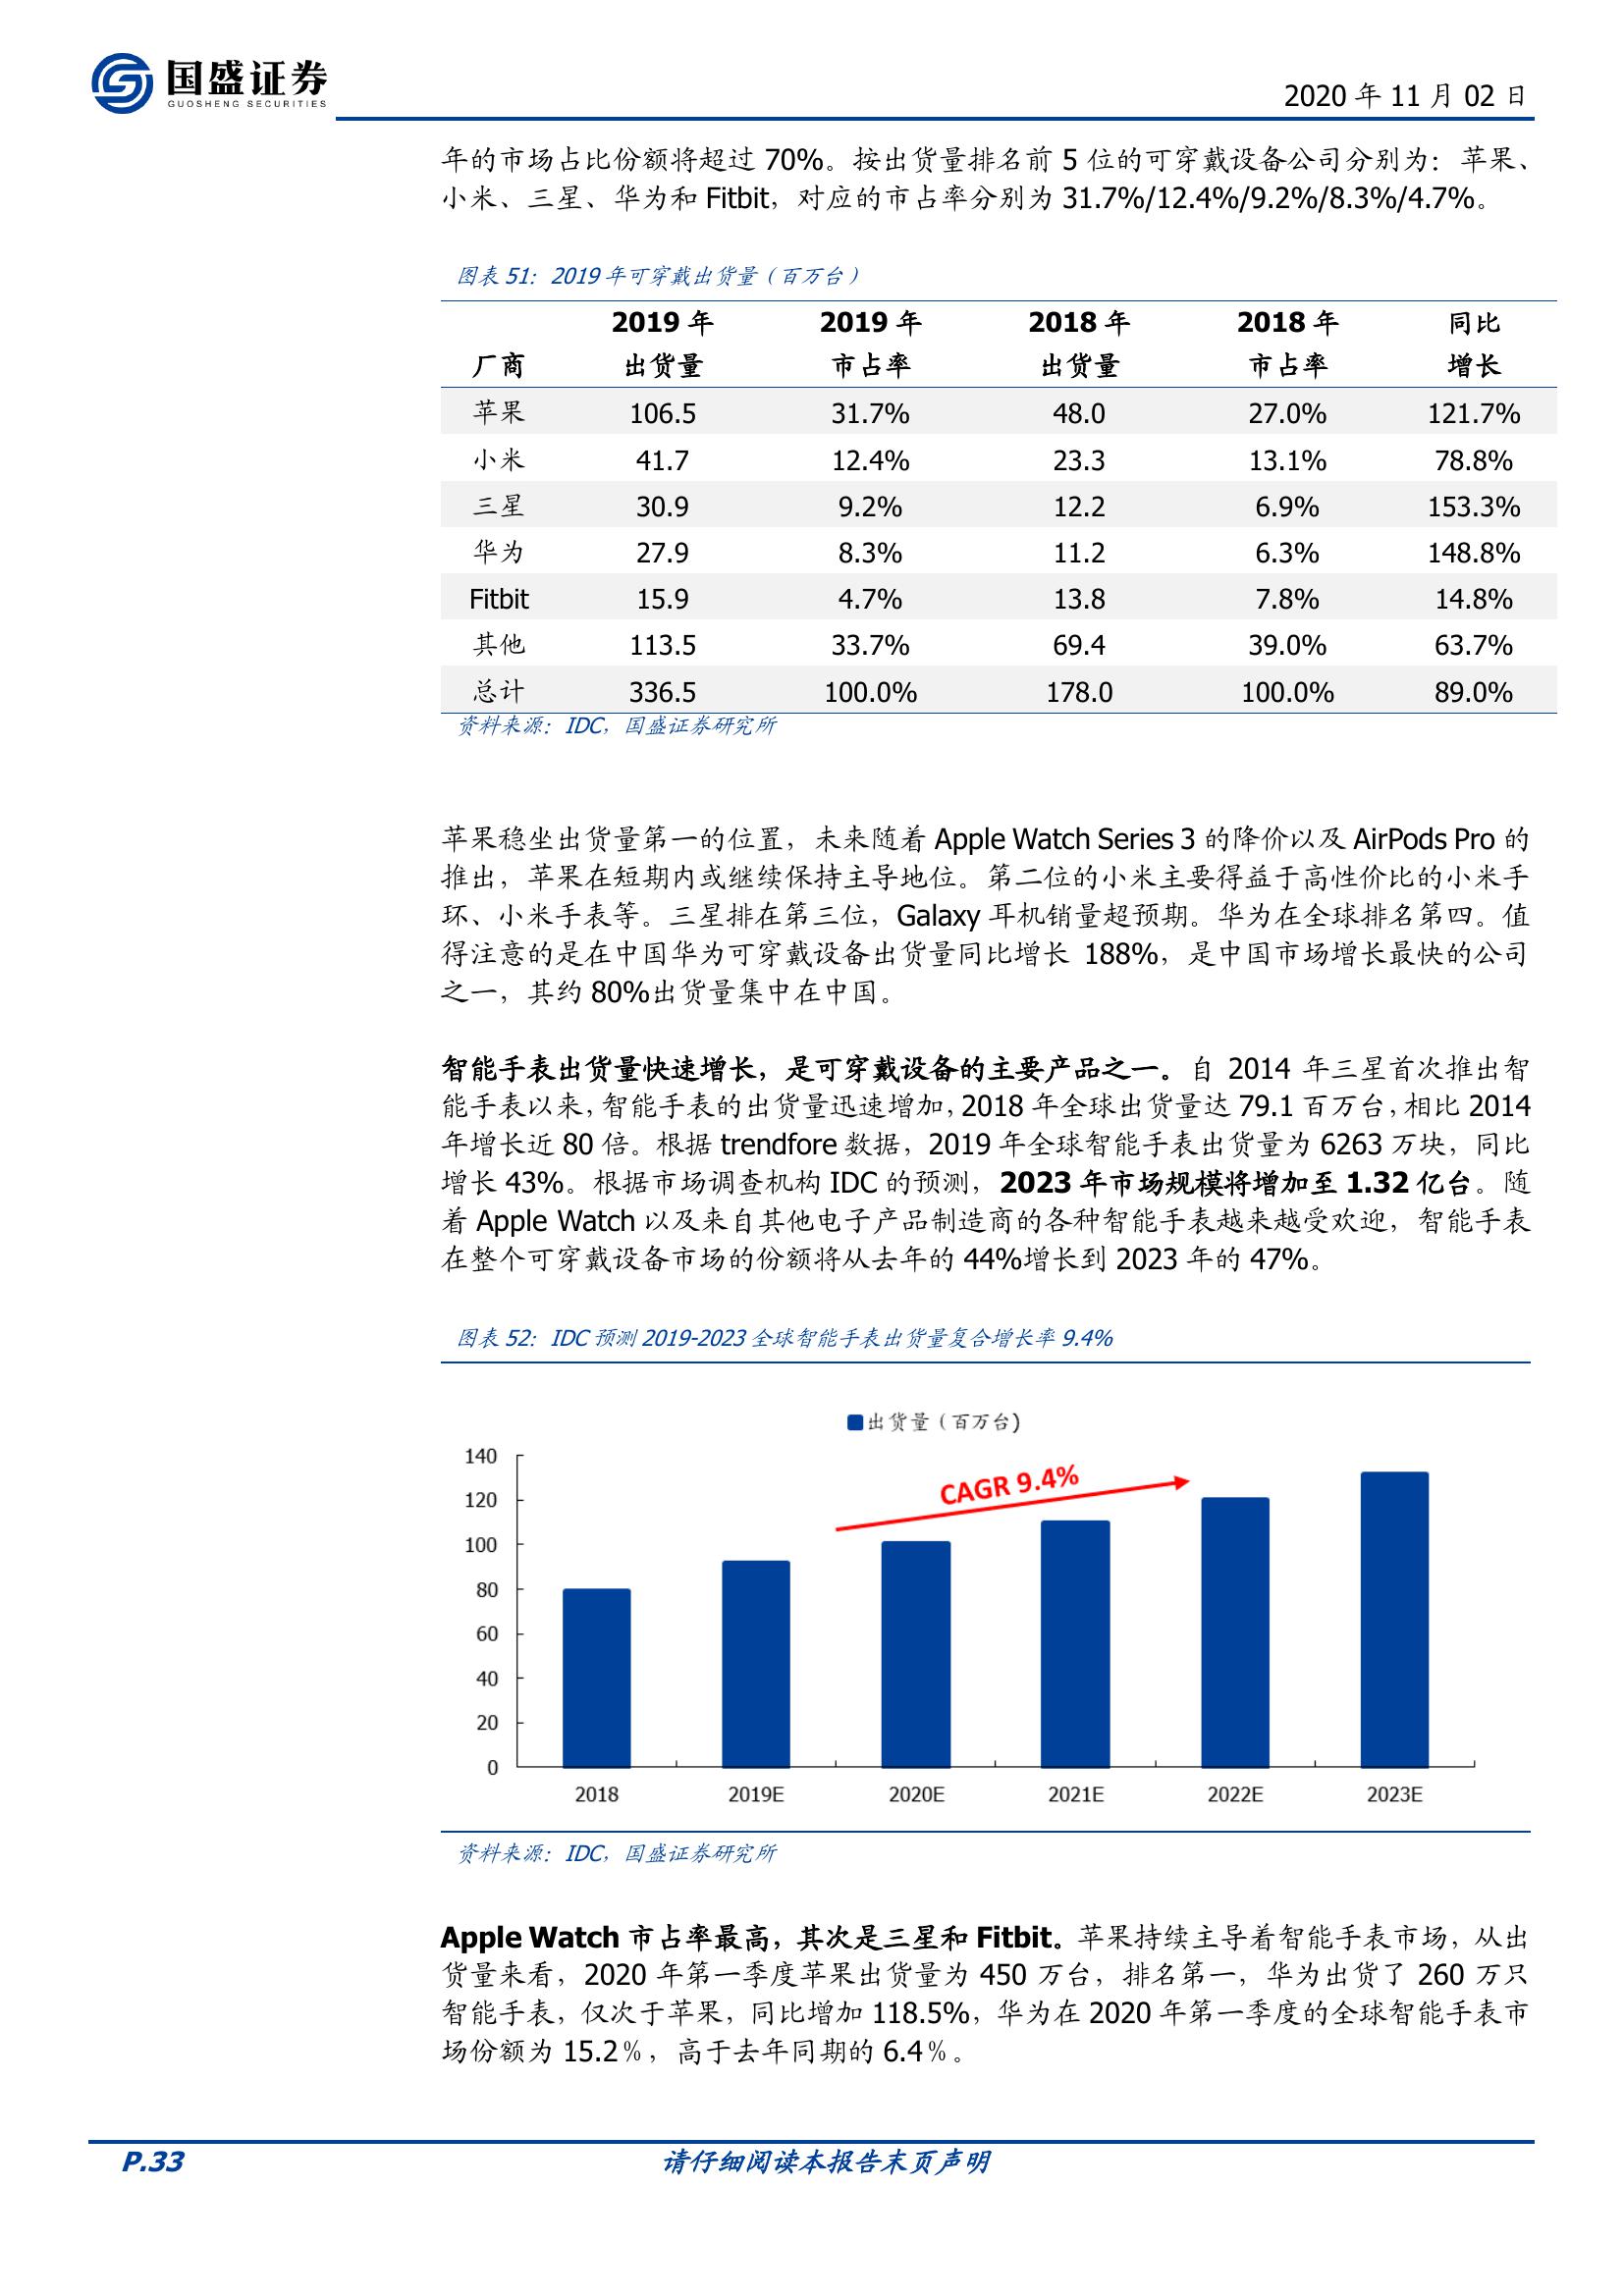 国盛证券
GUOSHENG SECURITIES
2020 年 11 月 02 日
年的市场占比份额将超过 70%。按出货量排名前 5 位的可穿戴设备公司分别为：苹果、
小米、三星、华为和 Fitbit，对应的市占率分别为 31.7%/12.4%/9.2%/8.3%/4.7%。
图表 51：2019 年可穿戴出货量（百万台）
2019 年 2019 年 2018 年 2018 年 同比
厂商 出货量 市占率 出货量 市占率 增长
苹果 106.5 31.7% 48.0 27.0% 121.7%
小米 41.7 12.4% 23.3 13.1% 78.8%
三星 30.9 9.2% 12.2 6.9% 153.3%
华为 27.9 8.3% 11.2 6.3% 148.8%
Fitbit 15.9 4.7% 13.8 7.8% 14.8%
其他 113.5 33.7% 69.4 39.0% 63.7%
总计 336.5 100.0% 178.0 100.0% 89.0%
资料来源：IDC，国盛证券研究所
苹果稳坐出货量第一的位置，未来随着 Apple Watch Series 3 的降价以及 AirPods Pro 的
推出，苹果在短期内或继续保持主导地位。第二位的小米主要得益于高性价比的小米手
环、小米手表等。三星排在第三位，Galaxy 耳机销量超预期。华为在全球排名第四。值
得注意的是在中国华为可穿戴设备出货量同比增长 188%，是中国市场增长最快的公司
之一，其约 80%出货量集中在中国。
智能手表出货量快速增长，是可穿戴设备的主要产品之一。自 2014 年三星首次推出智
能手表以来，智能手表的出货量迅速增加，2018 年全球出货量达 79.1 百万台，相比 2014
年增长近 80 倍。根据 trendfore 数据，2019 年全球智能手表出货量为 6263 万块，同比
增长 43%。根据市场调查机构 IDC 的预测，2023 年市场规模将增加至 1.32 亿台。随
着 Apple Watch 以及来自其他电子产品制造商的各种智能手表越来越受欢迎，智能手表
在整个可穿戴设备市场的份额将从去年的 44%增长到 2023 年的 47%。
图表 52：IDC 预测 2019-2023 全球智能手表出货量复合增长率 9.4%
出货量（百万台）
CAGR 9.4%
140
120
100
80
60
40
20
0
2018 2019E 2020E 2021E 2022E 2023E
资料来源：IDC，国盛证券研究所
Apple Watch 市占率最高，其次是三星和 Fitbit。苹果持续主导着智能手表市场，从出
货量来看，2020 年第一季度苹果出货量为 450 万台，排名第一，华为出货了 260 万只
智能手表，仅次于苹果，同比增加 118.5%，华为在 2020 年第一季度的全球智能手表市
场份额为 15.2％，高于去年同期的 6.4％。
P.33 请仔细阅读本报告末页声明